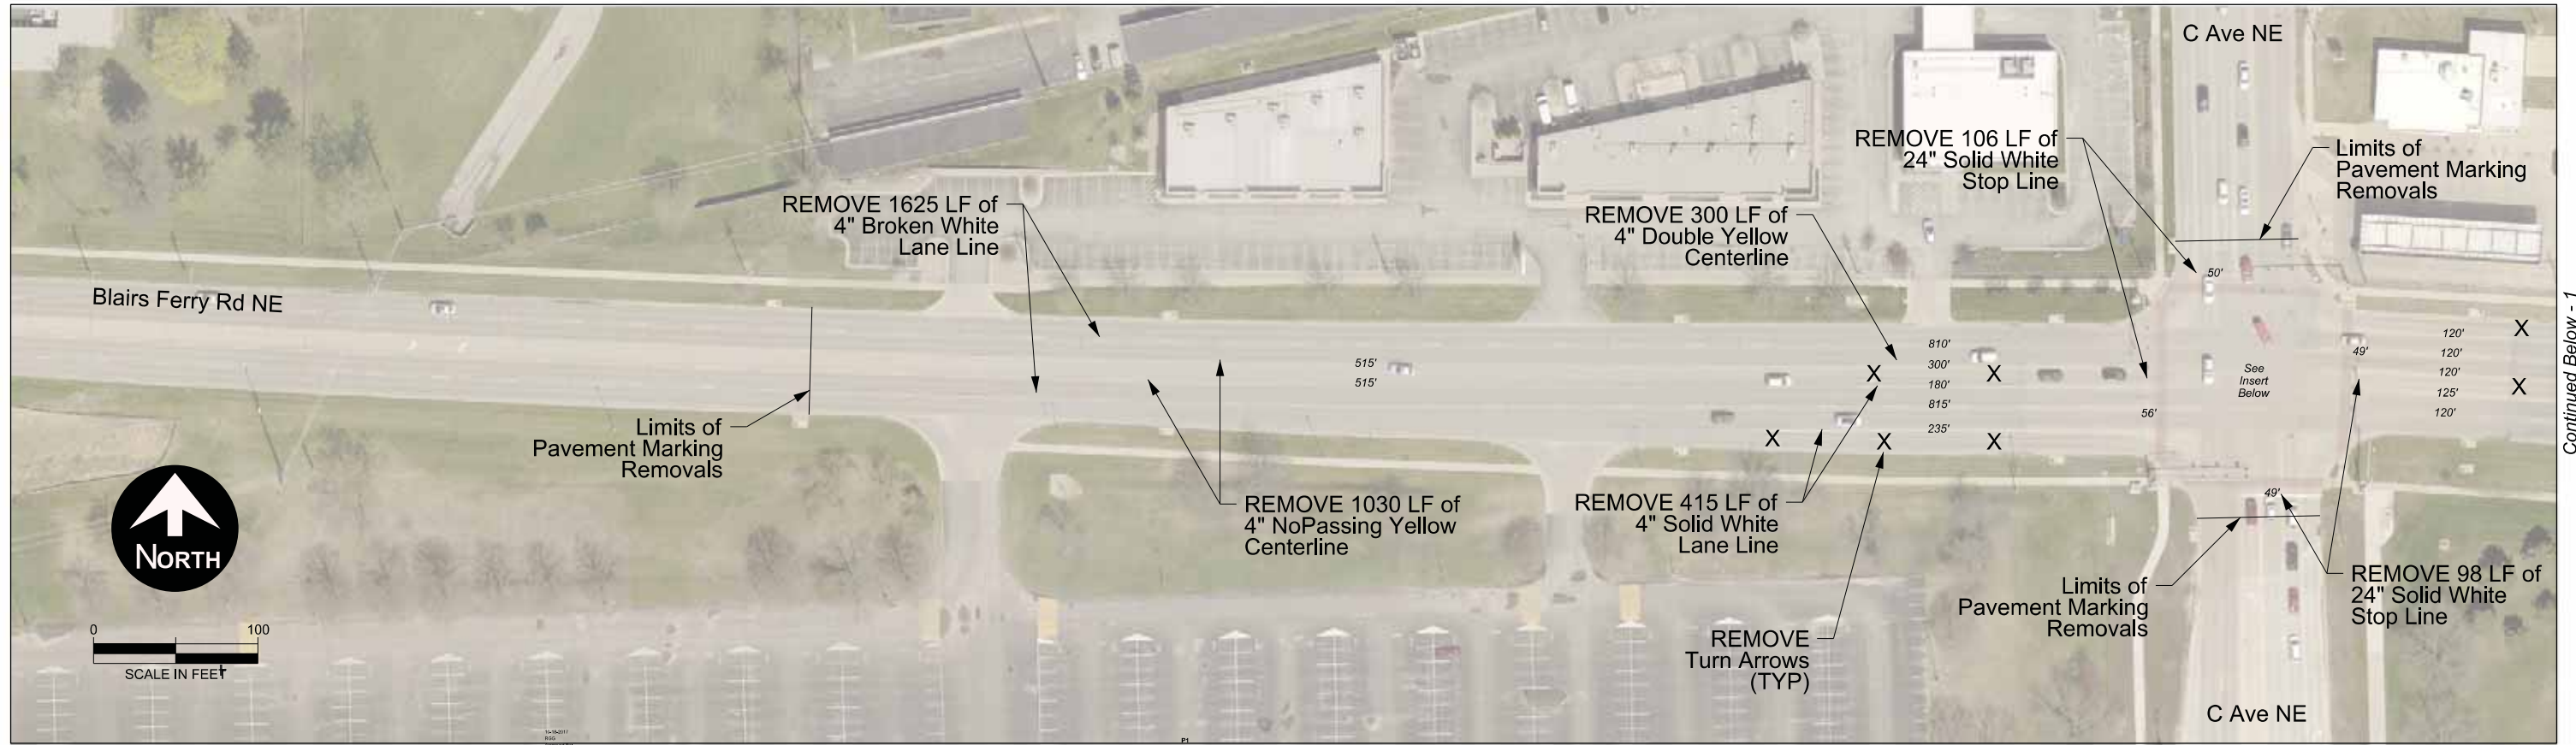 C Ave NE
REMOVE 106 LF of
24" Solid White
Stop Line
Limits of
Pavement Marking
Removals
REMOVE 1625 LF of
4" Broken White
Lane Line
REMOVE 300 LF of
4" Double Yellow
Centerline
50'
Blairs Ferry Rd NE
Continued Below - 1
120'
X
810'
49'
120'
515'
300'
See
Insert
Below
X
X
120'
515'
180'
X
125'
815'
56'
120'
235'
X
X
X
Limits of
Pavement Marking
Removals
REMOVE 1030 LF of
4" NoPassing Yellow
Centerline
REMOVE 415 LF of
4" Solid White
Lane Line
49'
NORTH
REMOVE 98 LF of
24" Solid White
Stop Line
Limits of
Pavement Marking
Removals
0 100
SCALE IN FEET
REMOVE
Turn Arrows
(TYP)
C Ave NE
P1